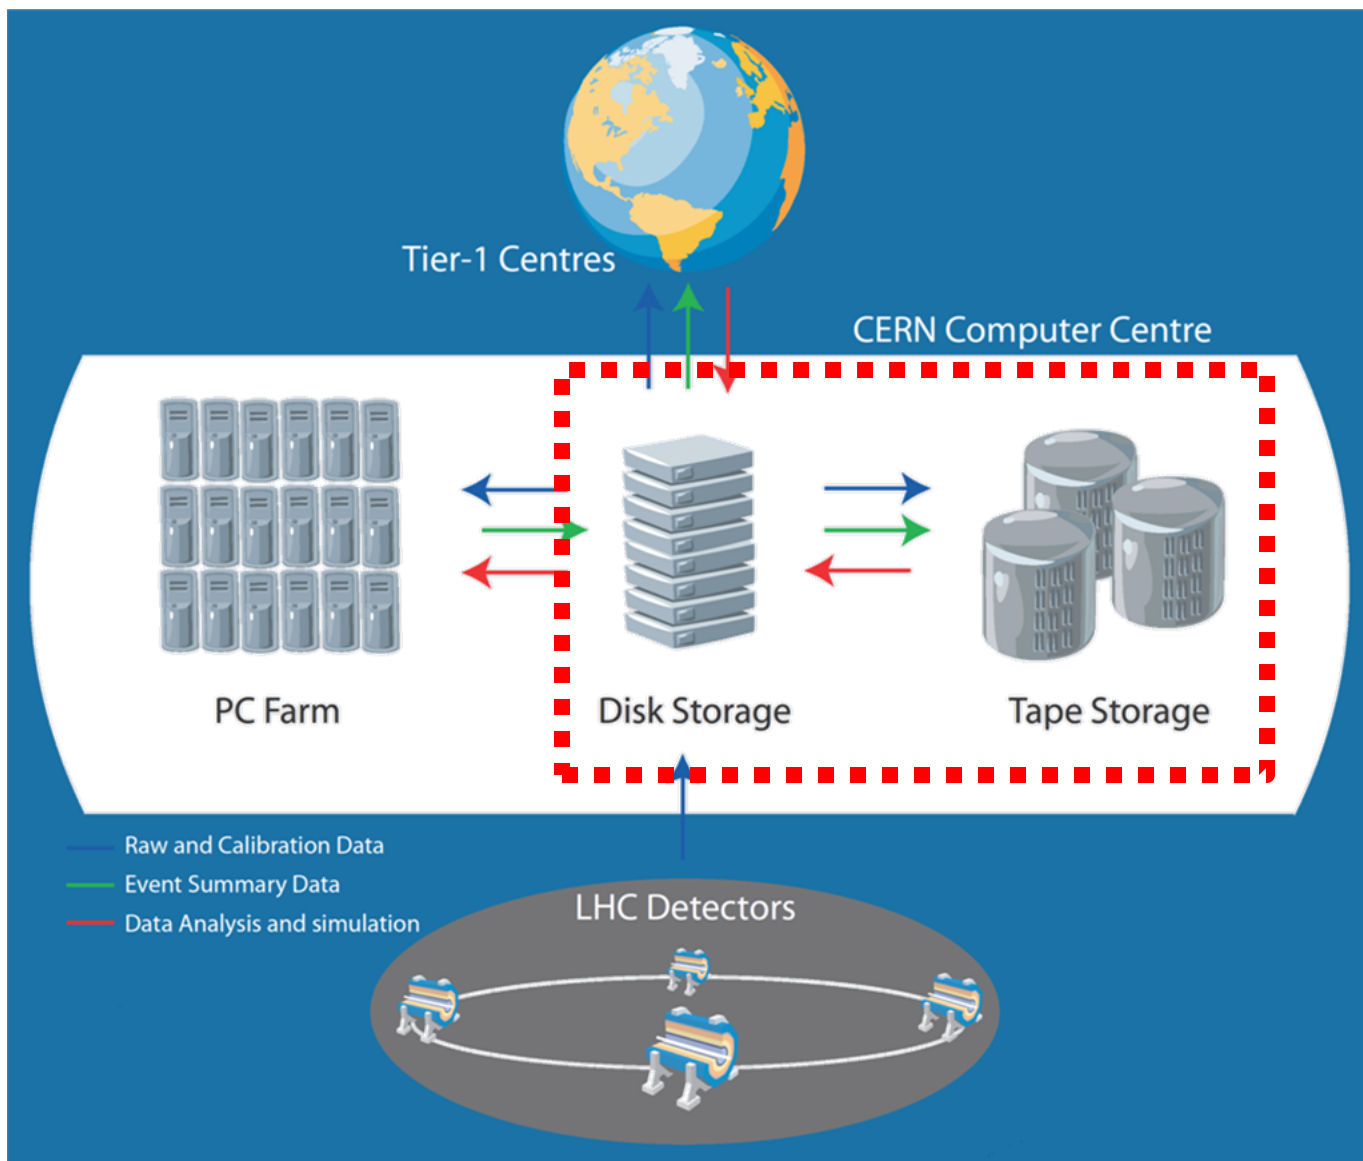 Tier-1 Centres
CERN Computer Centre
PC Farm
Disk Storage
Tape Storage
Raw and Calibration Data
Event Summary Data
Data Analysis and simulation
LHC Detectors